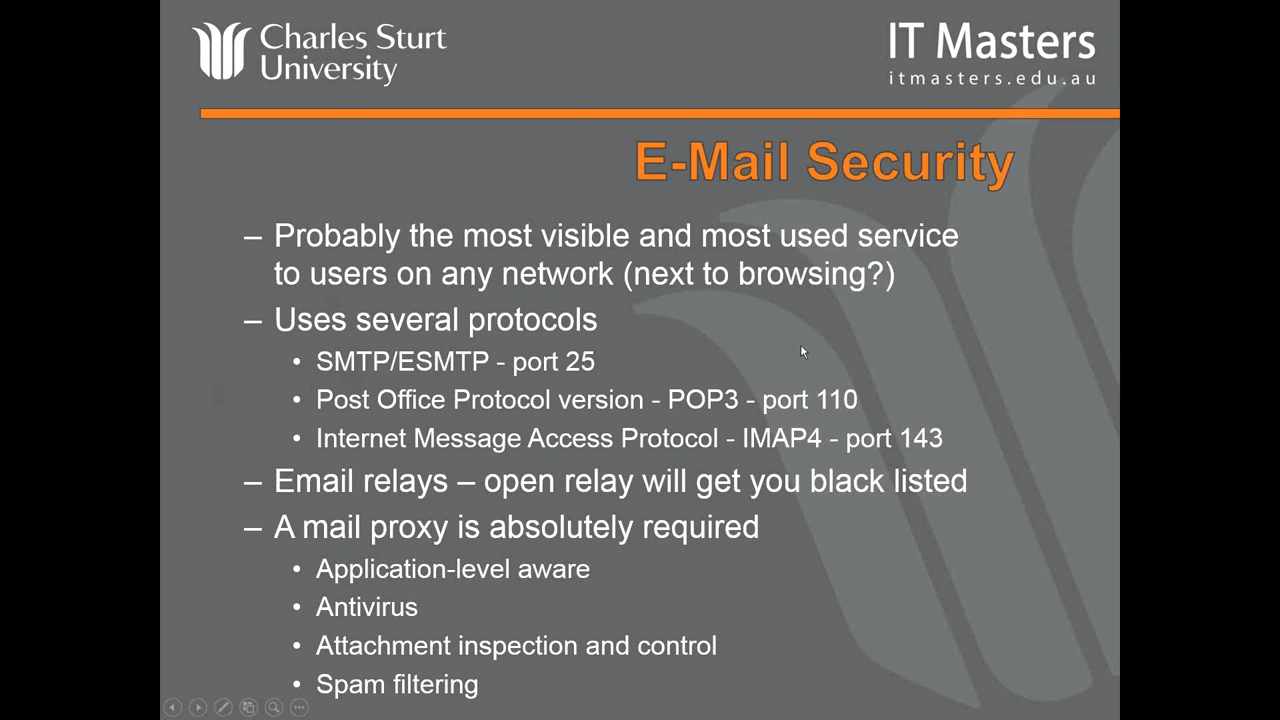 Charles Sturt
University
IT Masters
itmasters.edu.au
E-Mail Security
– Probably the most visible and most used service
to users on any network (next to browsing?)
– Uses several protocols
• SMTP/ESMTP - port 25
• Post Office Protocol version - POP3 - port 110
• Internet Message Access Protocol - IMAP4 - port 143
– Email relays – open relay will get you black listed
– A mail proxy is absolutely required
• Application-level aware
• Antivirus
• Attachment inspection and control
• Spam filtering